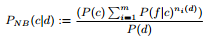 P_{NB}(c|d) := \frac{(P(c) \sum_{i=1}^{m} P(f|c)^{n_i(d)})}{P(d)}